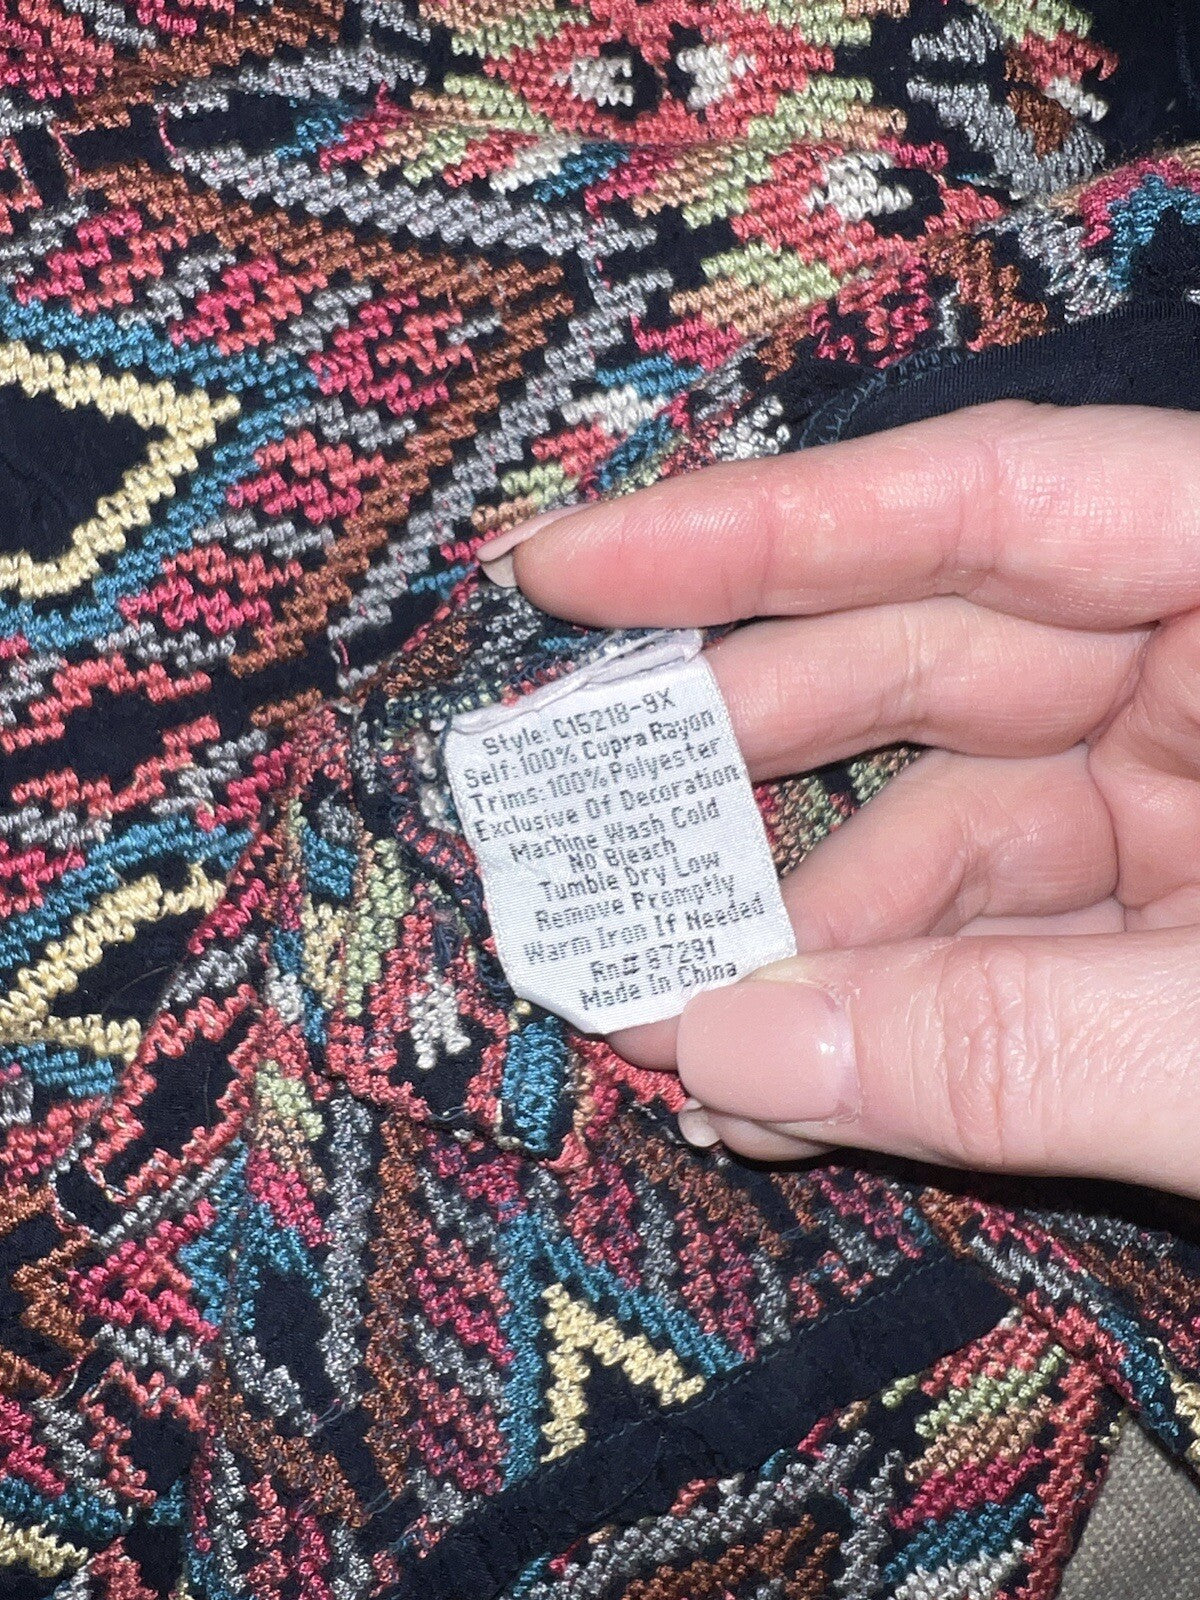 Style: C15218-9X
Self:100% Cupra Rayon
Trims:100% Polyester
Exclusive Of Decoration
Machine Wash Cold
No Bleach
Tumble Dry Low
Remove Promptly
Warm Iron If Needed
Rn# 87291
Made In China